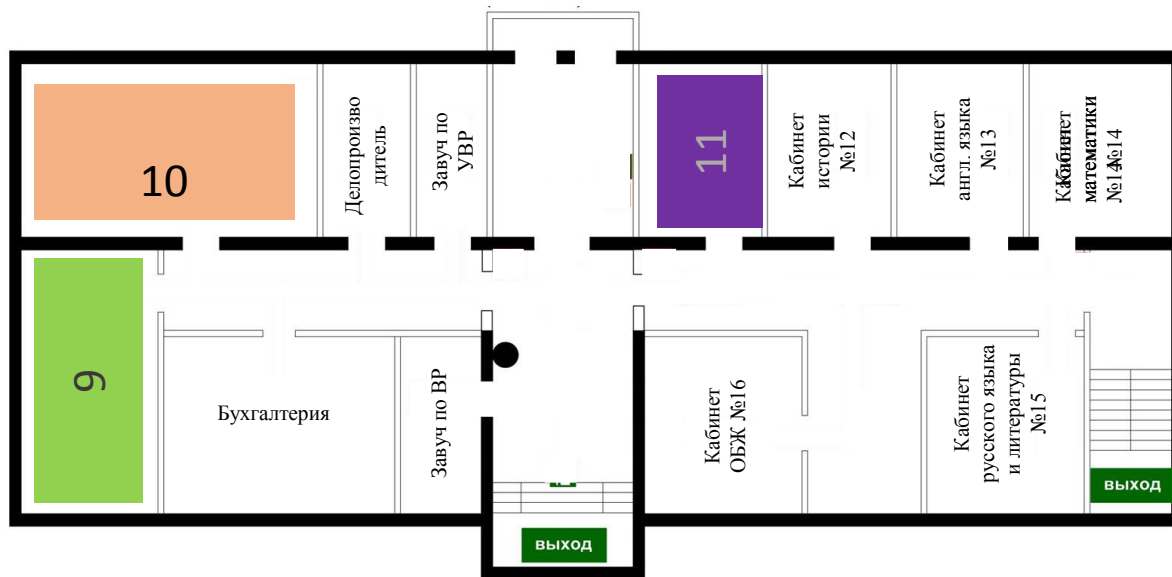 10
Делопроизво
дитель
Завуч по
УВР
11
Кабинет
истории
№12
Кабинет
англ. языка
№13
Кабинет
математики
№14
9
Бухгалтерия
Завуч по ВР
Кабинет
ОБЖ №16
Кабинет
русского языка
и литературы
№15
выход
выход